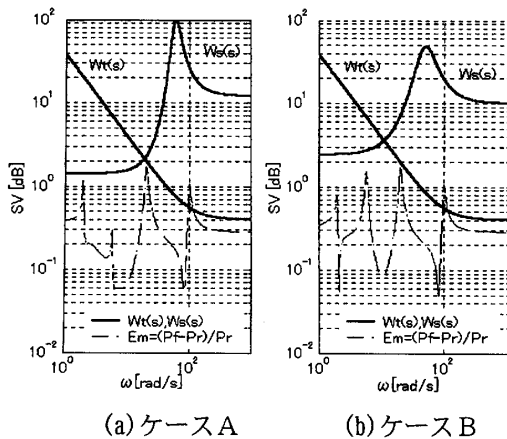 10²
10¹
10⁰
10⁻¹
10⁻²
SV [dB]
Wt(s)
Ws(s)
Wt(s),Ws(s)
Em=(Pf-Pr)/Pr
10⁰
10²
ω[rad/s]
(a) ケースA
10²
10¹
10⁰
10⁻¹
10⁻²
SV [dB]
Wt(s)
Ws(s)
Wt(s),Ws(s)
Em=(Pf-Pr)/Pr
10⁰
10²
ω[rad/s]
(b) ケースB